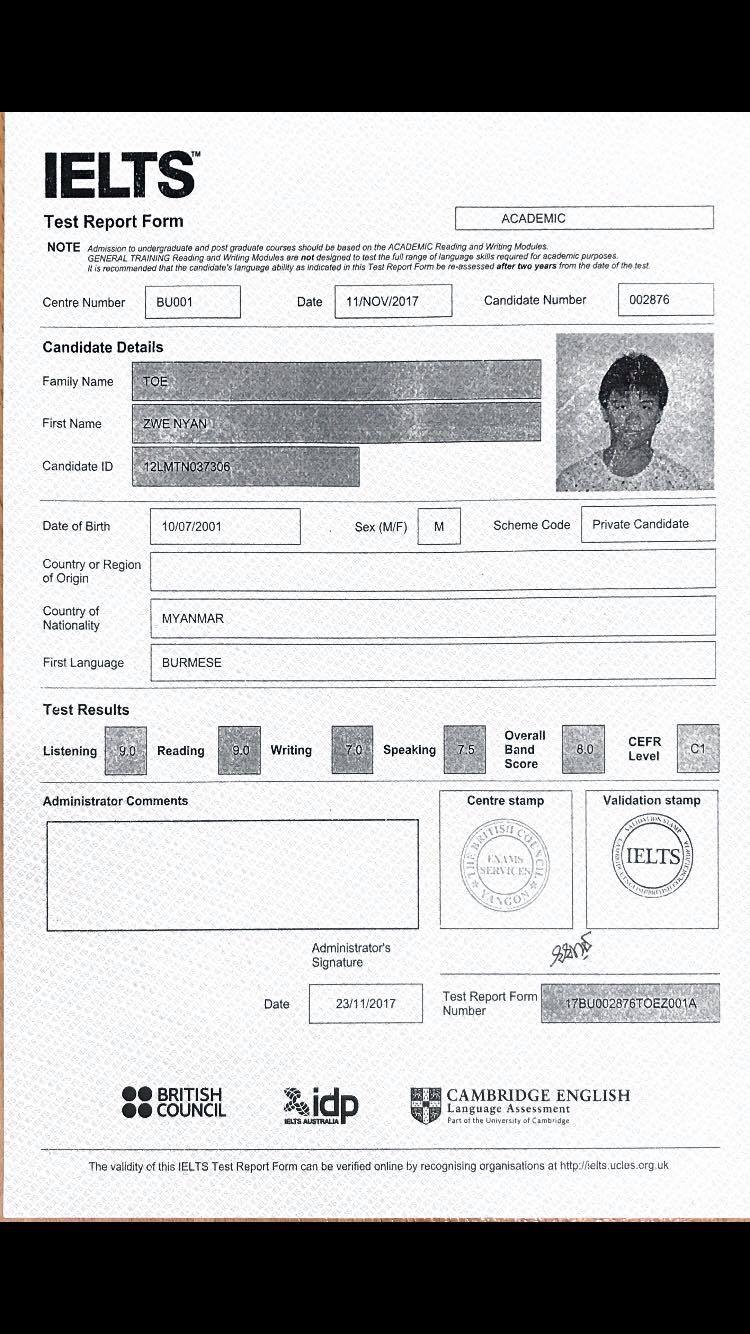 IELTS™
Test Report Form
ACADEMIC
NOTE Admission to undergraduate and post graduate courses should be based on the ACADEMIC Reading and Writing Modules.
GENERAL TRAINING Reading and Writing Modules are not designed to test the full range of language skills required for academic purposes.
It is recommended that the candidate's language ability as indicated in this Test Report Form be re-assessed after two years from the date of the test.
Centre Number BU001 Date 11/NOV/2017 Candidate Number 002876
Candidate Details
Family Name TOE
First Name ZWE NYAN
Candidate ID 12LMTN037306
Date of Birth 10/07/2001 Sex (M/F) M Scheme Code Private Candidate
Country or Region
of Origin
Country of
Nationality MYANMAR
First Language BURMESE
Test Results
Listening 9.0 Reading 9.0 Writing 7.0 Speaking 7.5 Overall Band Score 8.0 CEFR Level C1
Administrator Comments
Centre stamp
Validation stamp
THE BRITISH COUNCIL
EXAMS
SERVICES
YANGON
VALIDATION STAMP
IELTS
Administrator's
Signature
Date 23/11/2017
Test Report Form
Number 17BU002876TOEZ001A
BRITISH
COUNCIL
idp
IELTS AUSTRALIA
CAMBRIDGE ENGLISH
Language Assessment
Part of the University of Cambridge
The validity of this IELTS Test Report Form can be verified online by recognising organisations at http://ielts.ucles.org.uk